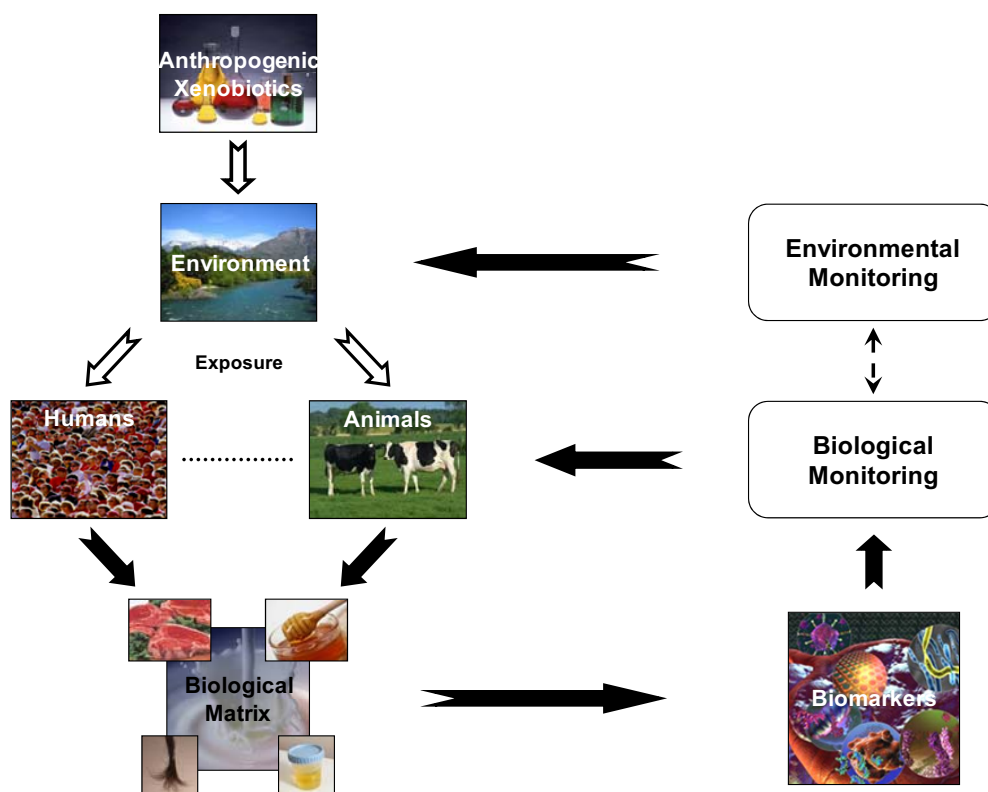 Anthropogenic
Xenobiotics
Environment
Environmental
Monitoring
Exposure
Humans
Animals
Biological
Monitoring
Biological
Matrix
Biomarkers